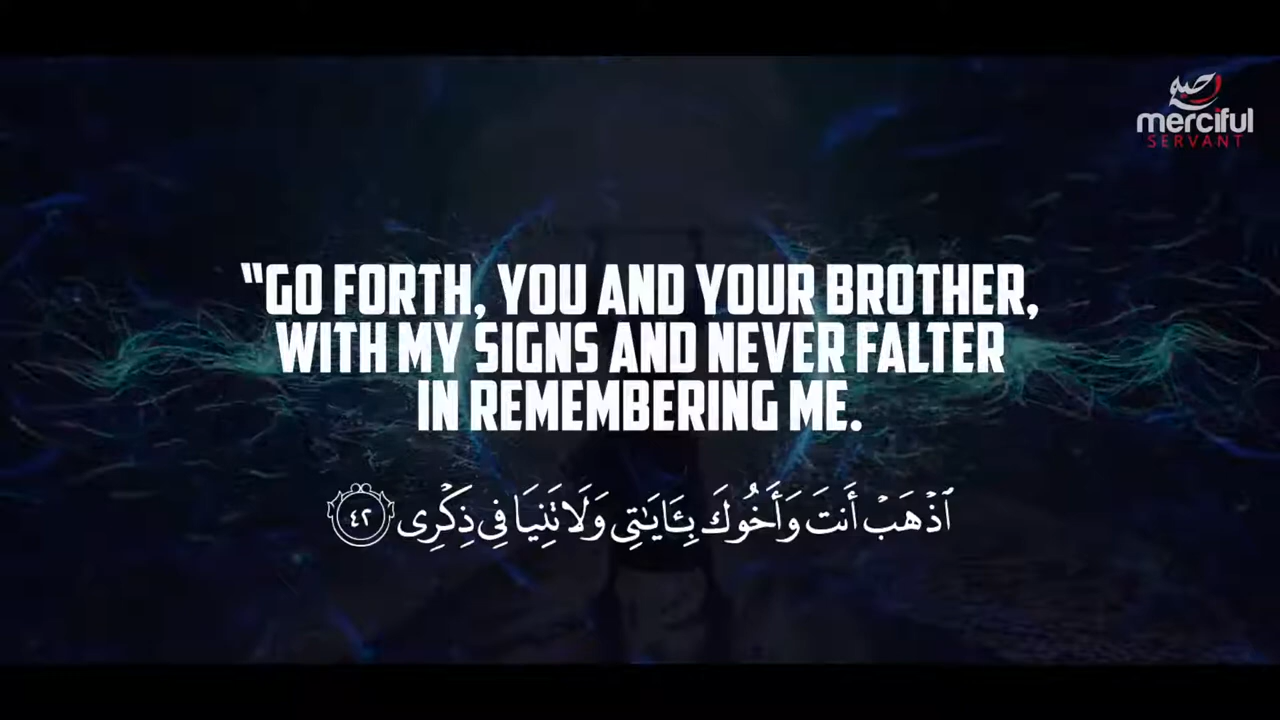 merciful
SERVANT
“GO FORTH, YOU AND YOUR BROTHER,
WITH MY SIGNS AND NEVER FALTER
IN REMEMBERING ME.
ٱذْهَبْ أَنتَ وَأَخُوكَ بِـَٔايَـٰتِى وَلَا تَنِيَا فِى ذِكْرِى ٤٢